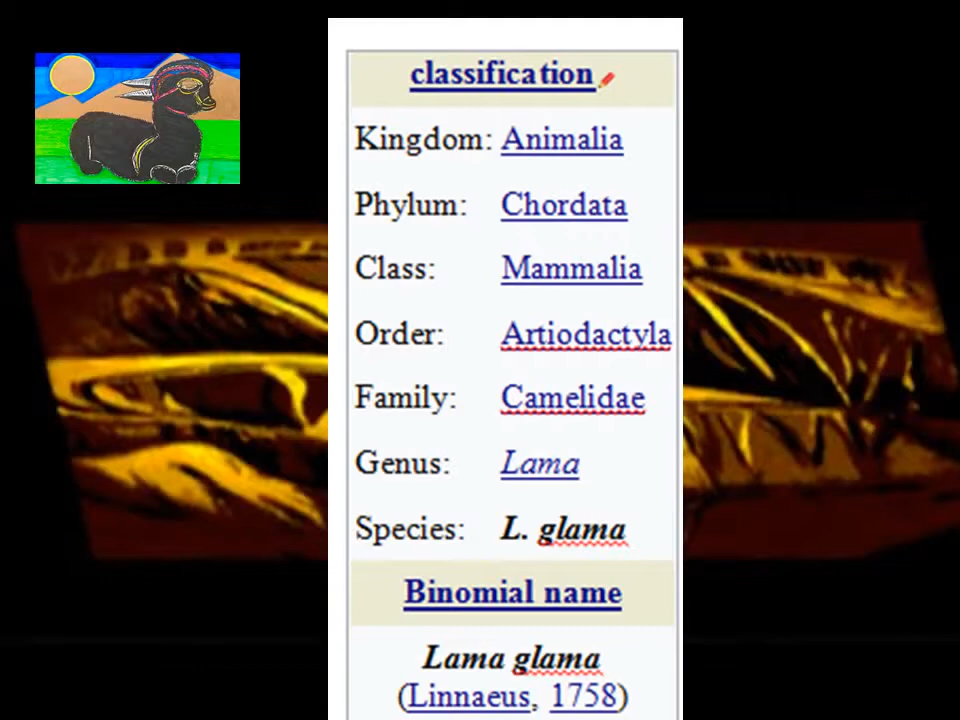 classification
Kingdom: Animalia
Phylum: Chordata
Class: Mammalia
Order: Artiodactyla
Family: Camelidae
Genus: Lama
Species: L. glama
Binomial name
Lama glama
(Linnaeus, 1758)